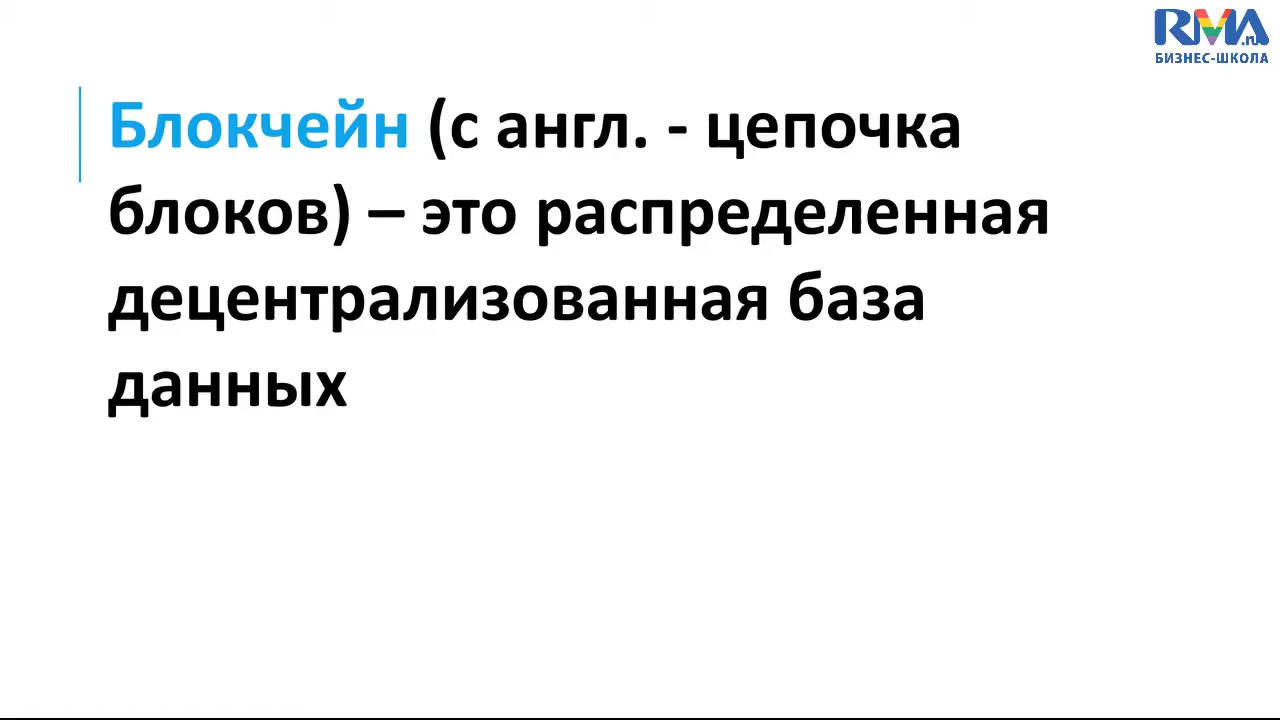 RMA.ru
БИЗНЕС-ШКОЛА
Блокчейн (с англ. - цепочка
блоков) – это распределенная
децентрализованная база
данных